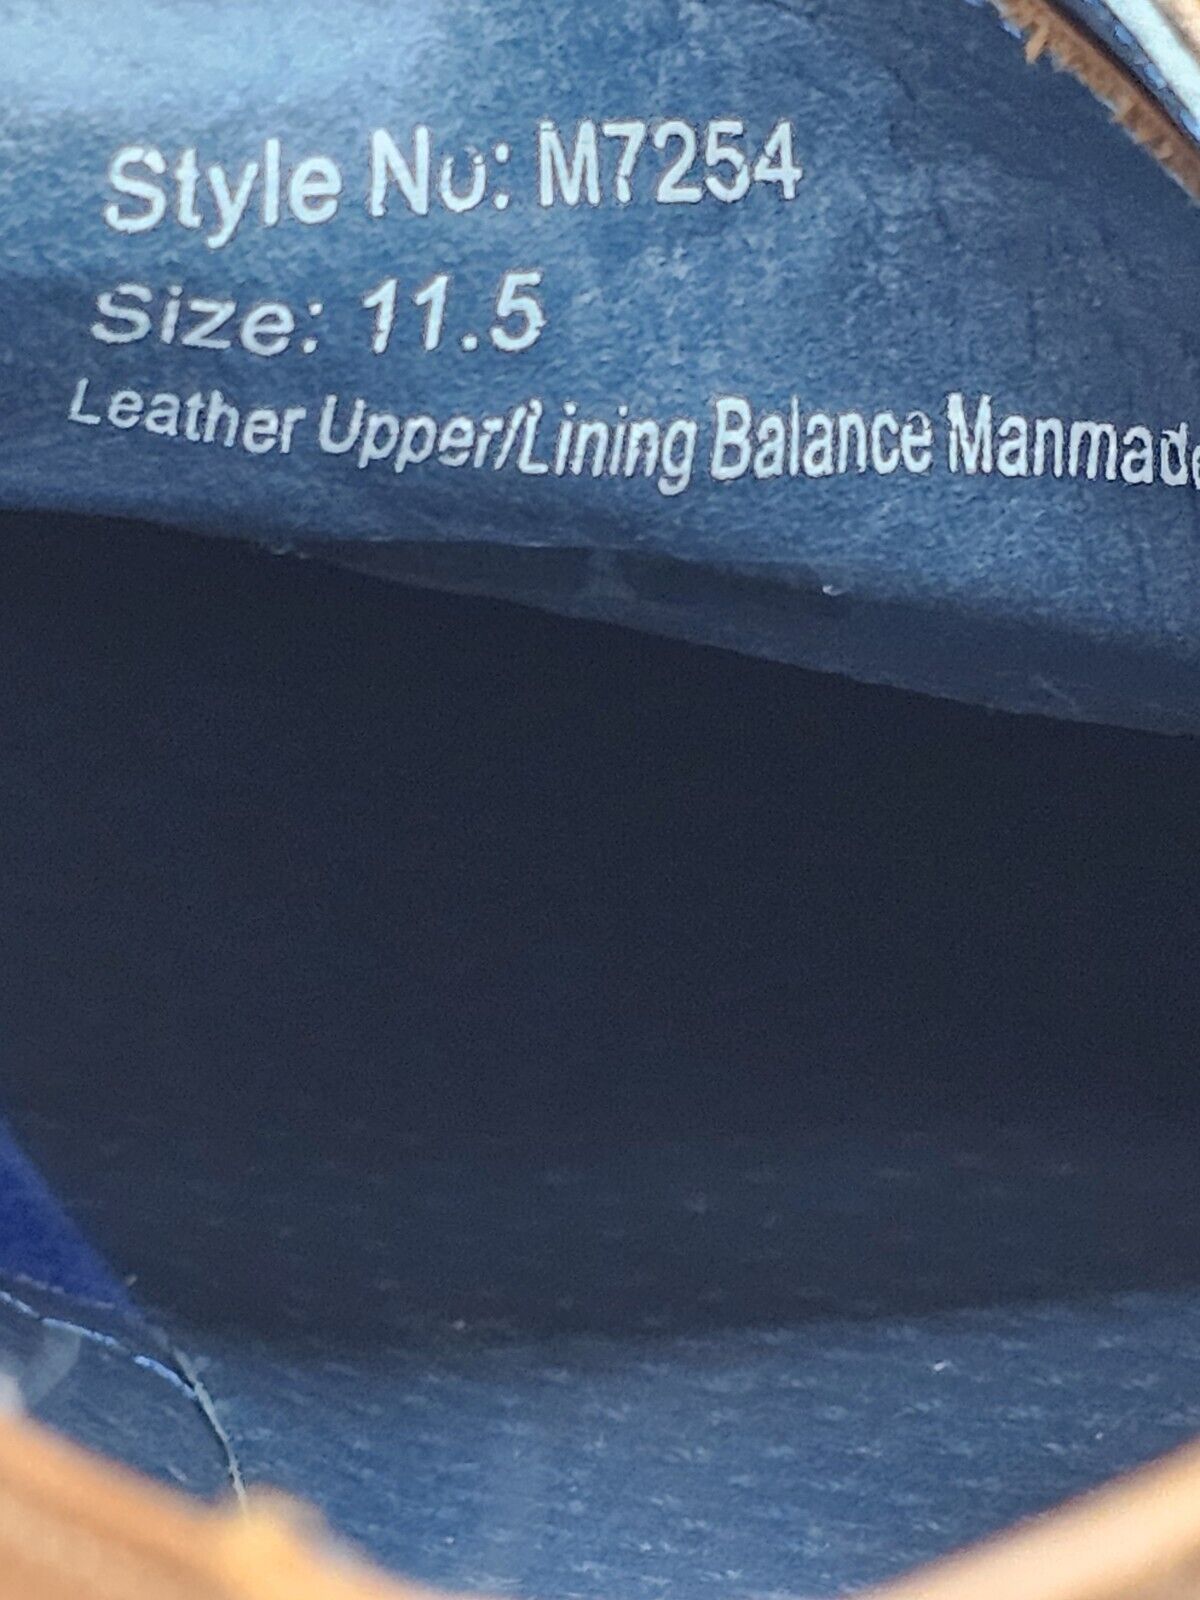 Style No: M7254
Size: 11.5
Leather Upper/Lining Balance Manmade